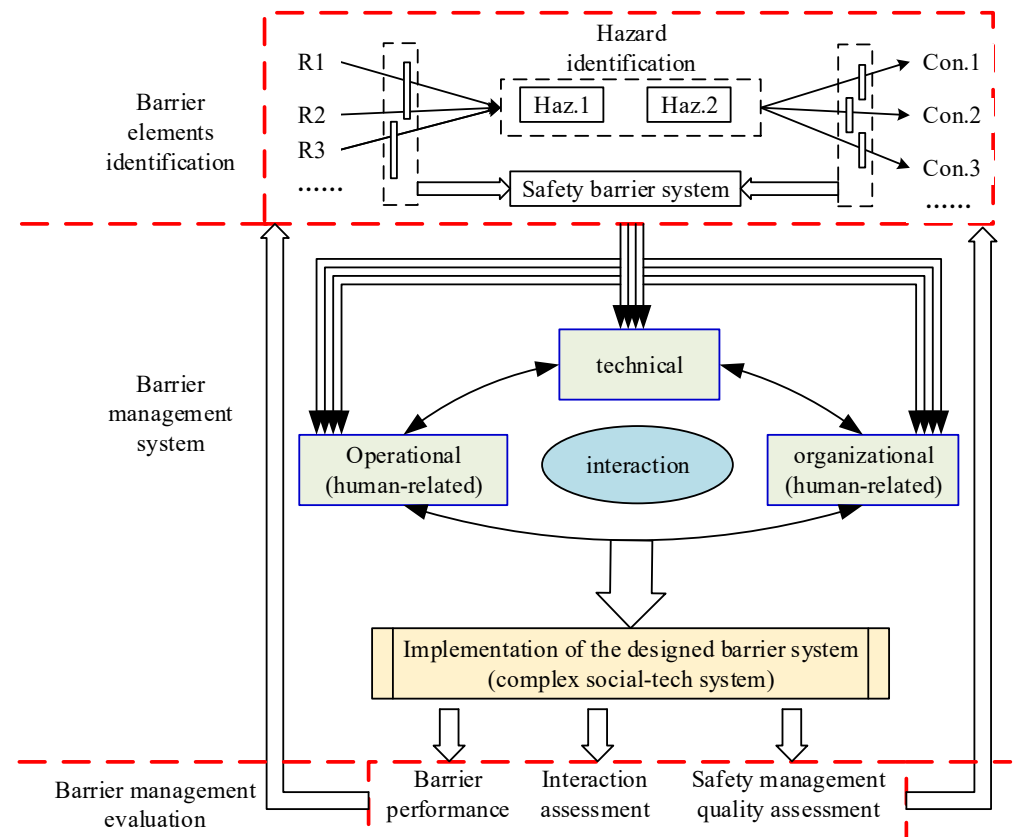 Barrier
elements
identification
R1
R2
R3
......
Hazard
identification
Haz.1
Haz.2
Safety barrier system
Con.1
Con.2
Con.3
......
Barrier
management
system
technical
Operational
(human-related)
interaction
organizational
(human-related)
Implementation of the designed barrier system
(complex social-tech system)
Barrier management
evaluation
Barrier
performance
Interaction
assessment
Safety management
quality assessment